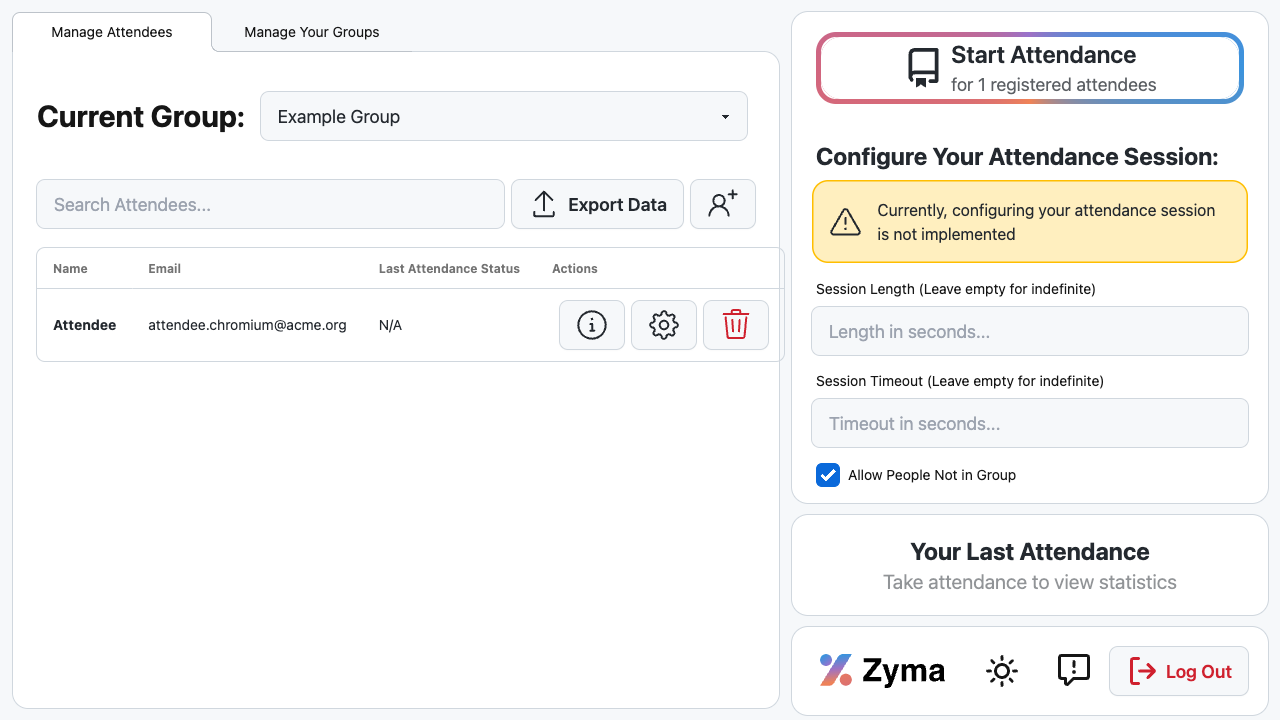 Manage Attendees
Manage Your Groups
Current Group:
Example Group
Search Attendees...
Export Data
Name
Email
Last Attendance Status
Actions
Attendee
attendee.chromium@acme.org
N/A
Start Attendance
for 1 registered attendees
Configure Your Attendance Session:
Currently, configuring your attendance session
is not implemented
Session Length (Leave empty for indefinite)
Length in seconds...
Session Timeout (Leave empty for indefinite)
Timeout in seconds...
Allow People Not in Group
Your Last Attendance
Take attendance to view statistics
Zyma
Log Out